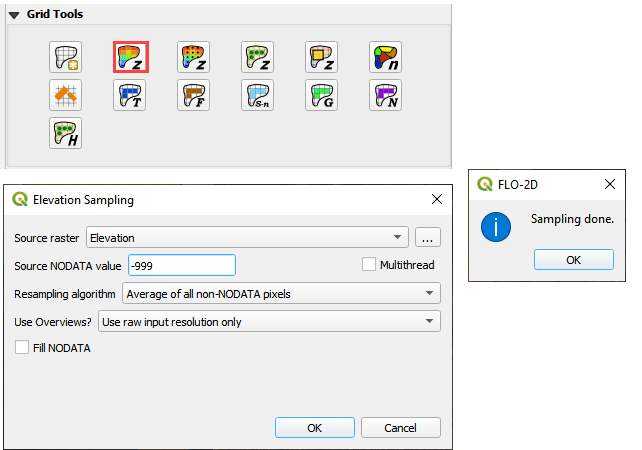 Grid Tools
z z z z n
T F S-n G N
H
Elevation Sampling
Source raster Elevation ...
Source NODATA value -999 Multithread
Resampling algorithm Average of all non-NODATA pixels
Use Overviews? Use raw input resolution only
Fill NODATA
OK Cancel
FLO-2D
Sampling done.
OK